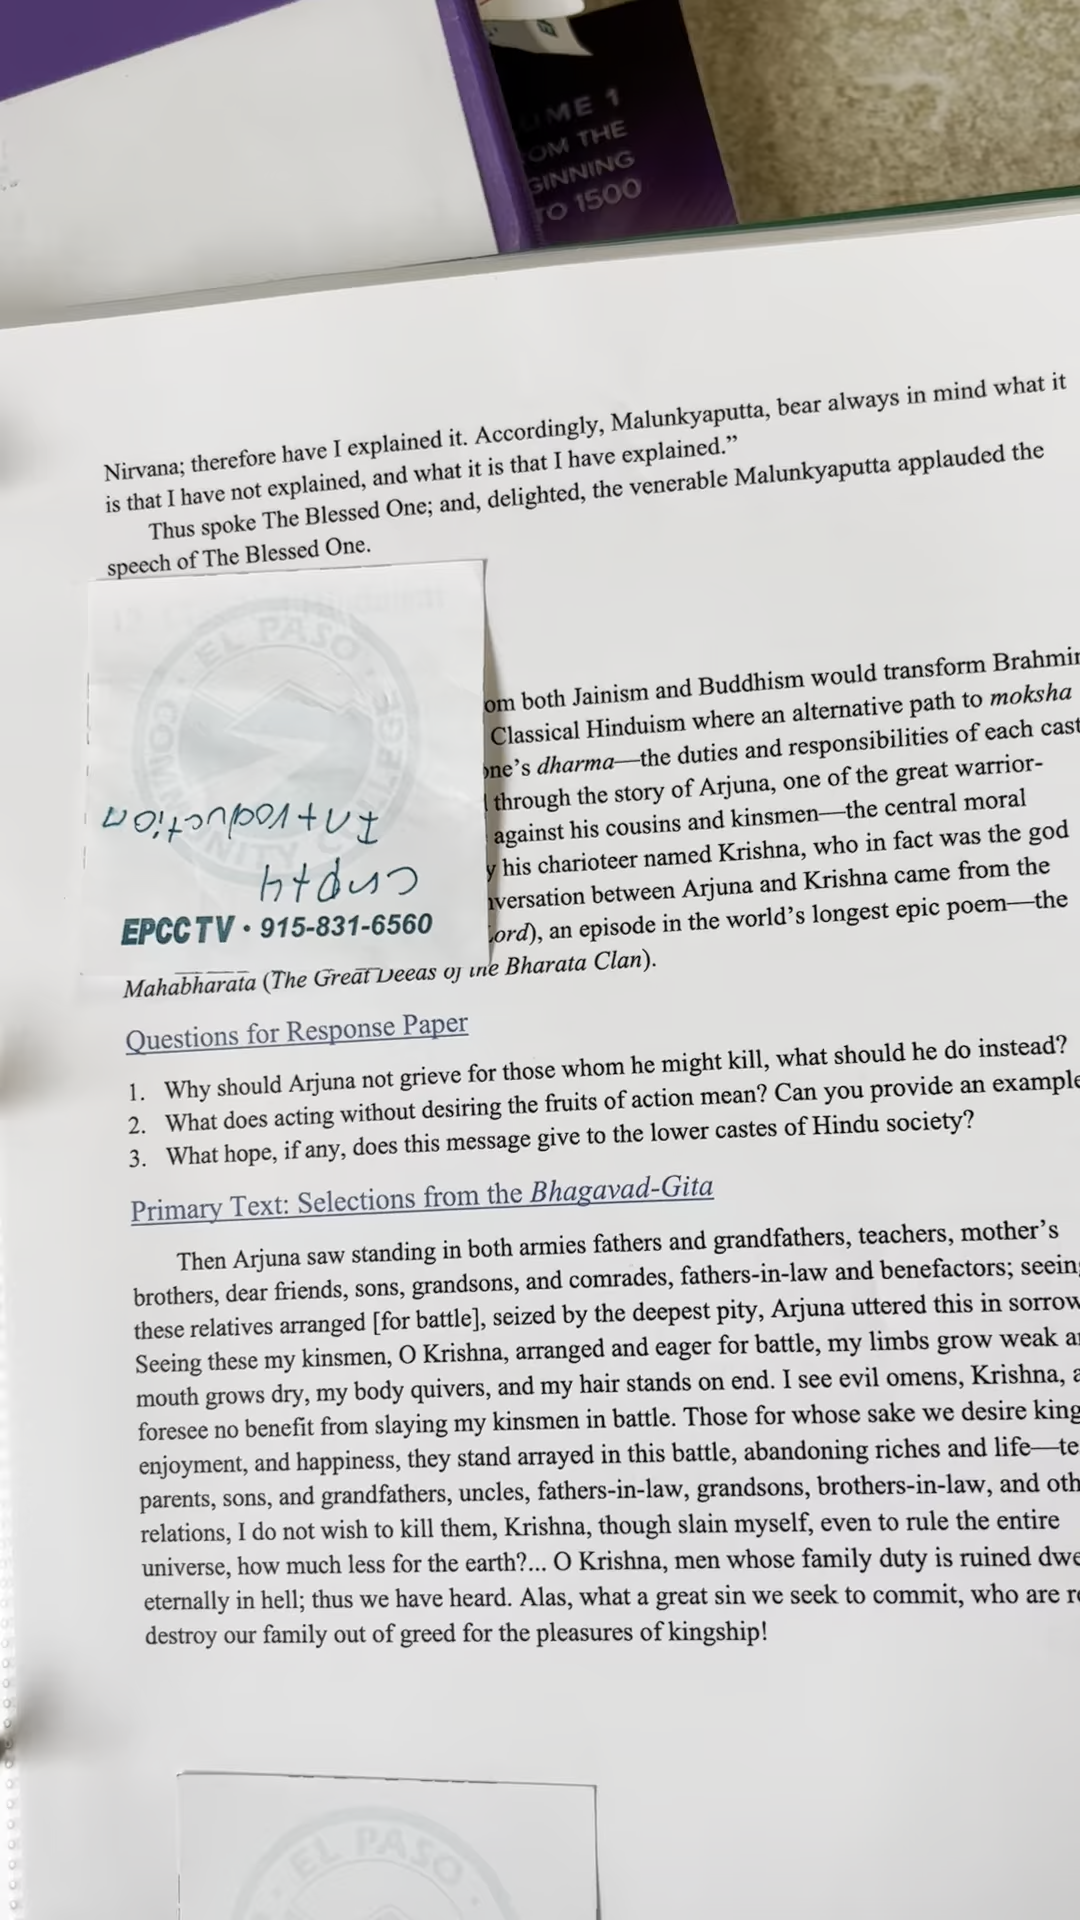 ME 1
OM THE
GINNING
TO 1500
Nirvana; therefore have I explained it. Accordingly, Malunkyaputta, bear always in mind what it
is that I have not explained, and what it is that I have explained.”
Thus spoke The Blessed One; and, delighted, the venerable Malunkyaputta applauded the
speech of The Blessed One.
EL PASO
COMMUNITY COLLEGE
Introduction
Chpt4
EPCC TV • 915-831-6560
om both Jainism and Buddhism would transform Brahmin
Classical Hinduism where an alternative path to moksha
one's dharma—the duties and responsibilities of each cast
through the story of Arjuna, one of the great warrior-
against his cousins and kinsmen—the central moral
y his charioteer named Krishna, who in fact was the god
versation between Arjuna and Krishna came from the
Lord), an episode in the world's longest epic poem—the
Mahabharata (The Great Deeds of the Bharata Clan).
Questions for Response Paper
1. Why should Arjuna not grieve for those whom he might kill, what should he do instead?
2. What does acting without desiring the fruits of action mean? Can you provide an example
3. What hope, if any, does this message give to the lower castes of Hindu society?
Primary Text: Selections from the Bhagavad-Gita
Then Arjuna saw standing in both armies fathers and grandfathers, teachers, mother's
brothers, dear friends, sons, grandsons, and comrades, fathers-in-law and benefactors; seein
these relatives arranged [for battle], seized by the deepest pity, Arjuna uttered this in sorrow
Seeing these my kinsmen, O Krishna, arranged and eager for battle, my limbs grow weak a
mouth grows dry, my body quivers, and my hair stands on end. I see evil omens, Krishna, a
foresee no benefit from slaying my kinsmen in battle. Those for whose sake we desire king
enjoyment, and happiness, they stand arrayed in this battle, abandoning riches and life—te
parents, sons, and grandfathers, uncles, fathers-in-law, grandsons, brothers-in-law, and oth
relations, I do not wish to kill them, Krishna, though slain myself, even to rule the entire
universe, how much less for the earth?... O Krishna, men whose family duty is ruined dwe
eternally in hell; thus we have heard. Alas, what a great sin we seek to commit, who are r
destroy our family out of greed for the pleasures of kingship!
EL PASO